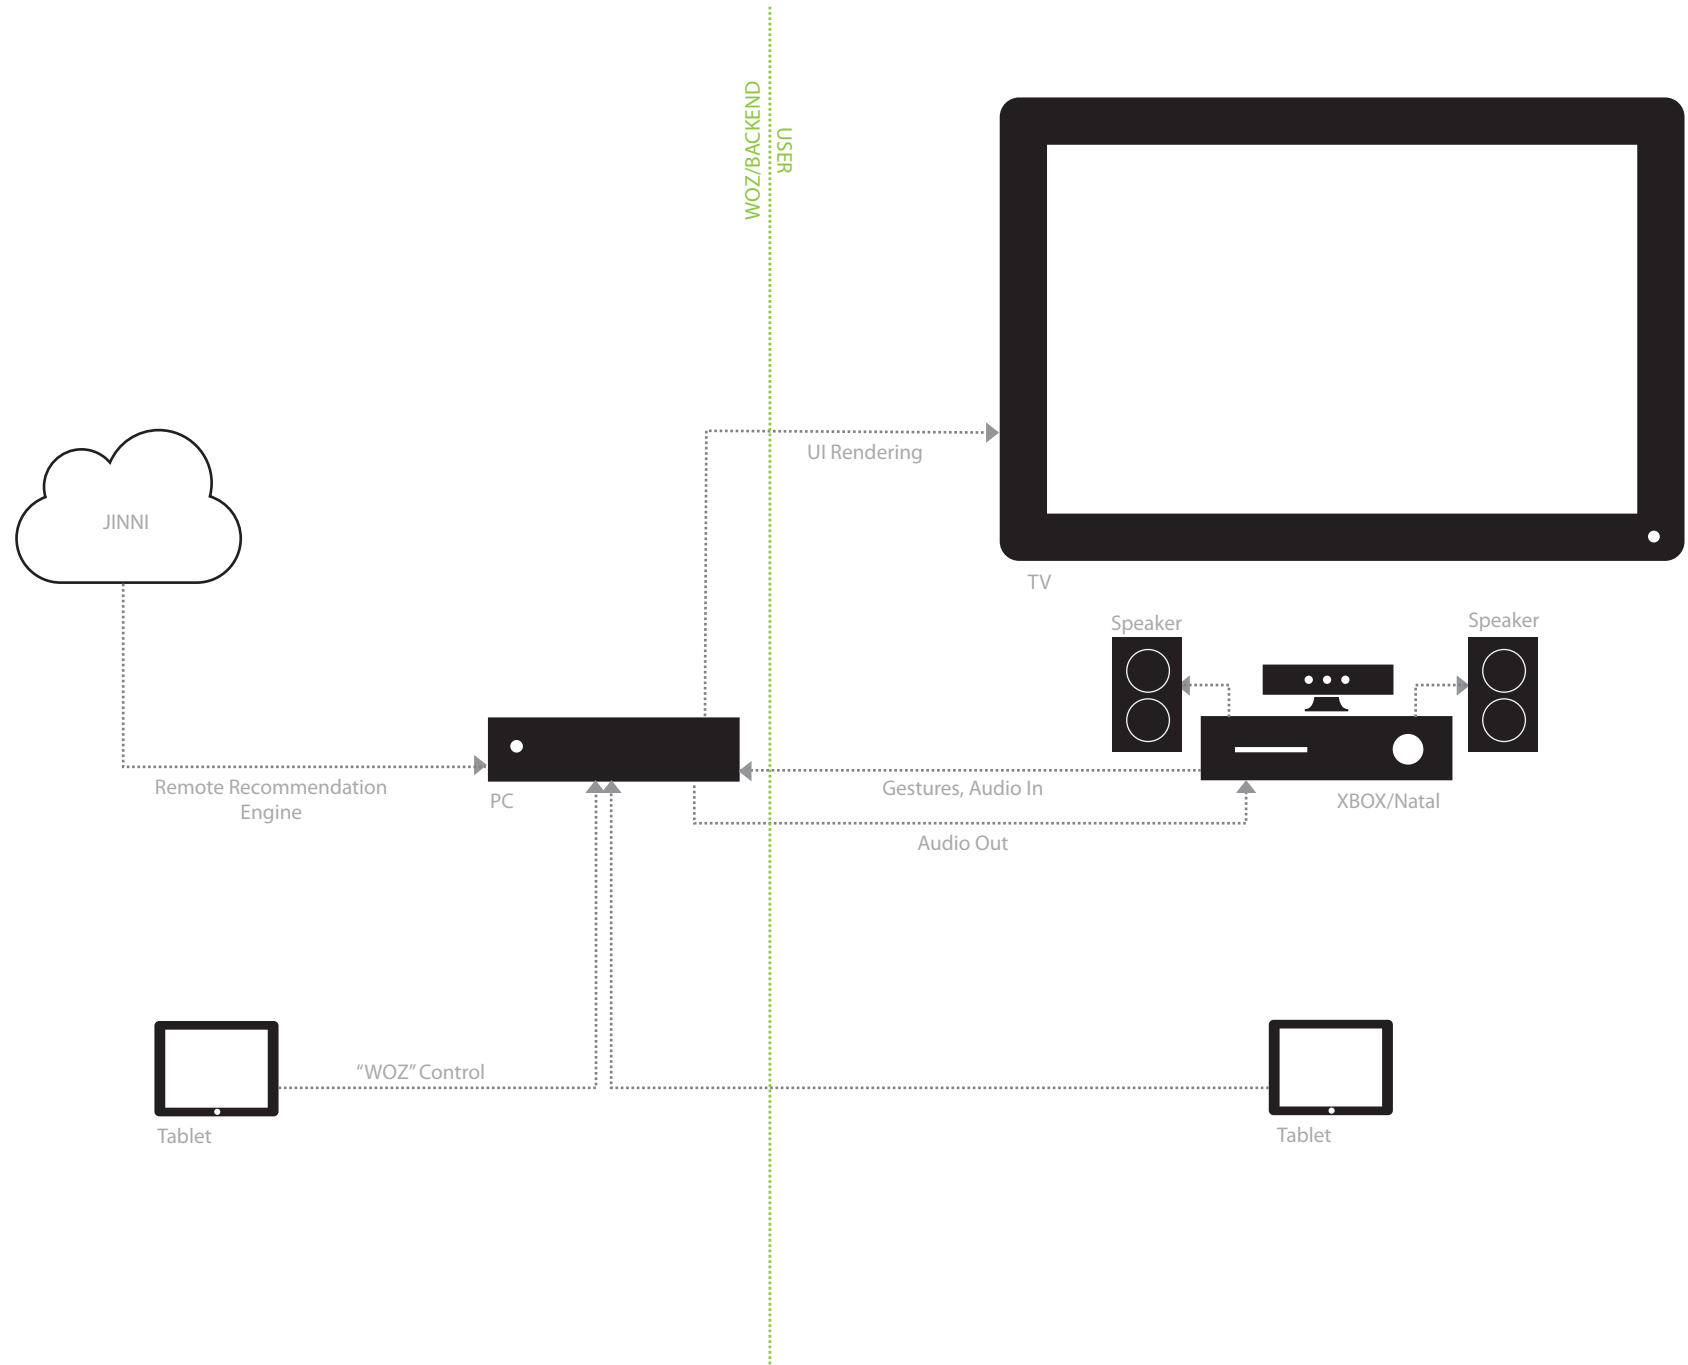 WOZ/BACKEND
USER
UI Rendering
JINNI
TV
Speaker
Speaker
Remote Recommendation
Engine
PC
Gestures, Audio In
XBOX/Natal
Audio Out
“WOZ” Control
Tablet
Tablet